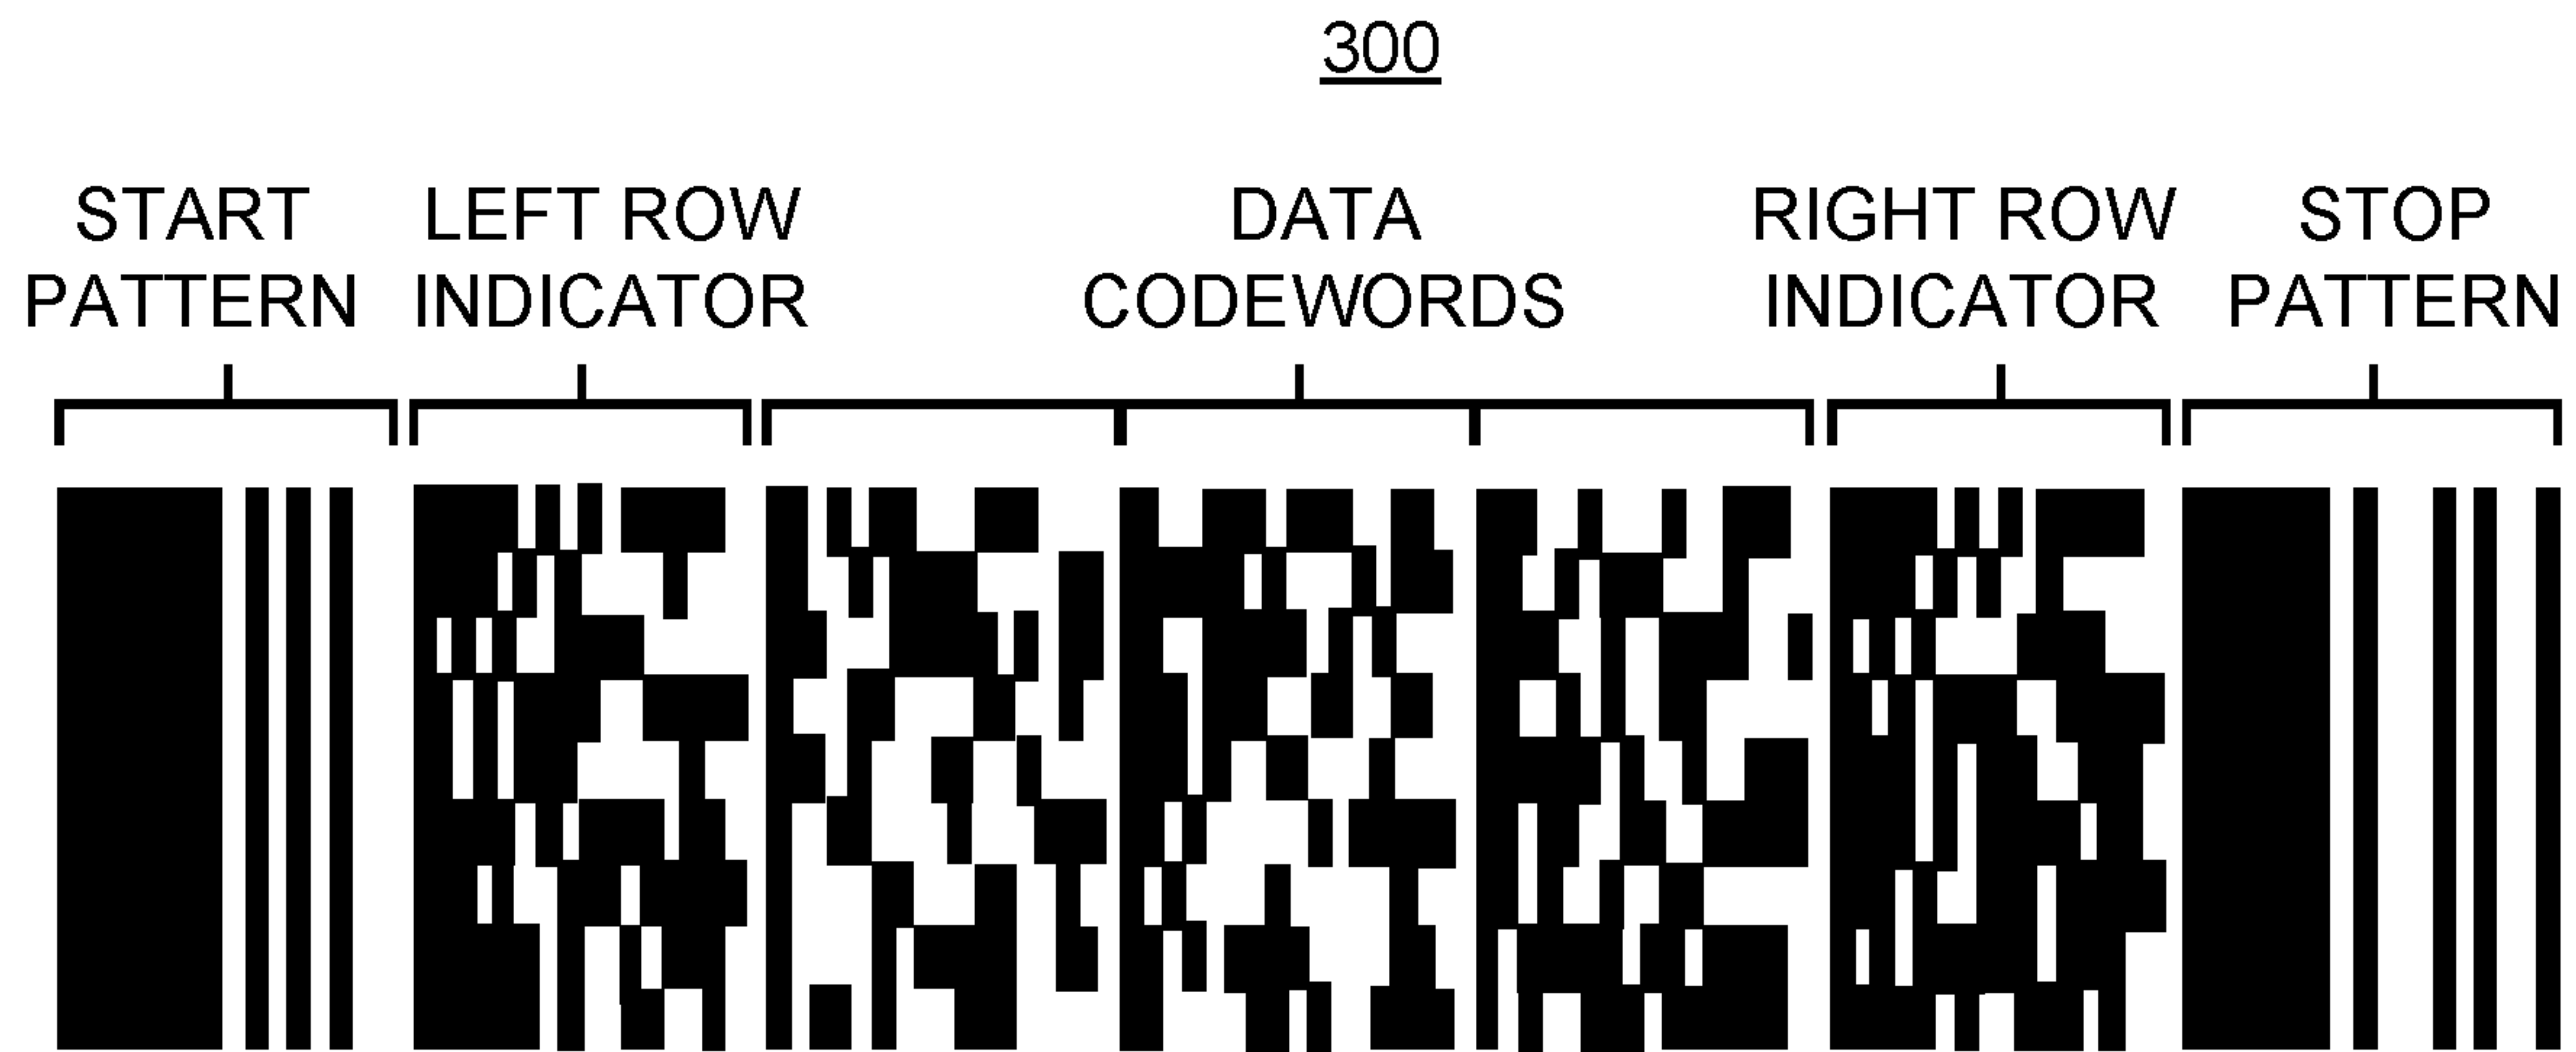 300
START
PATTERN
LEFT ROW
INDICATOR
DATA
CODEWORDS
RIGHT ROW
INDICATOR
STOP
PATTERN